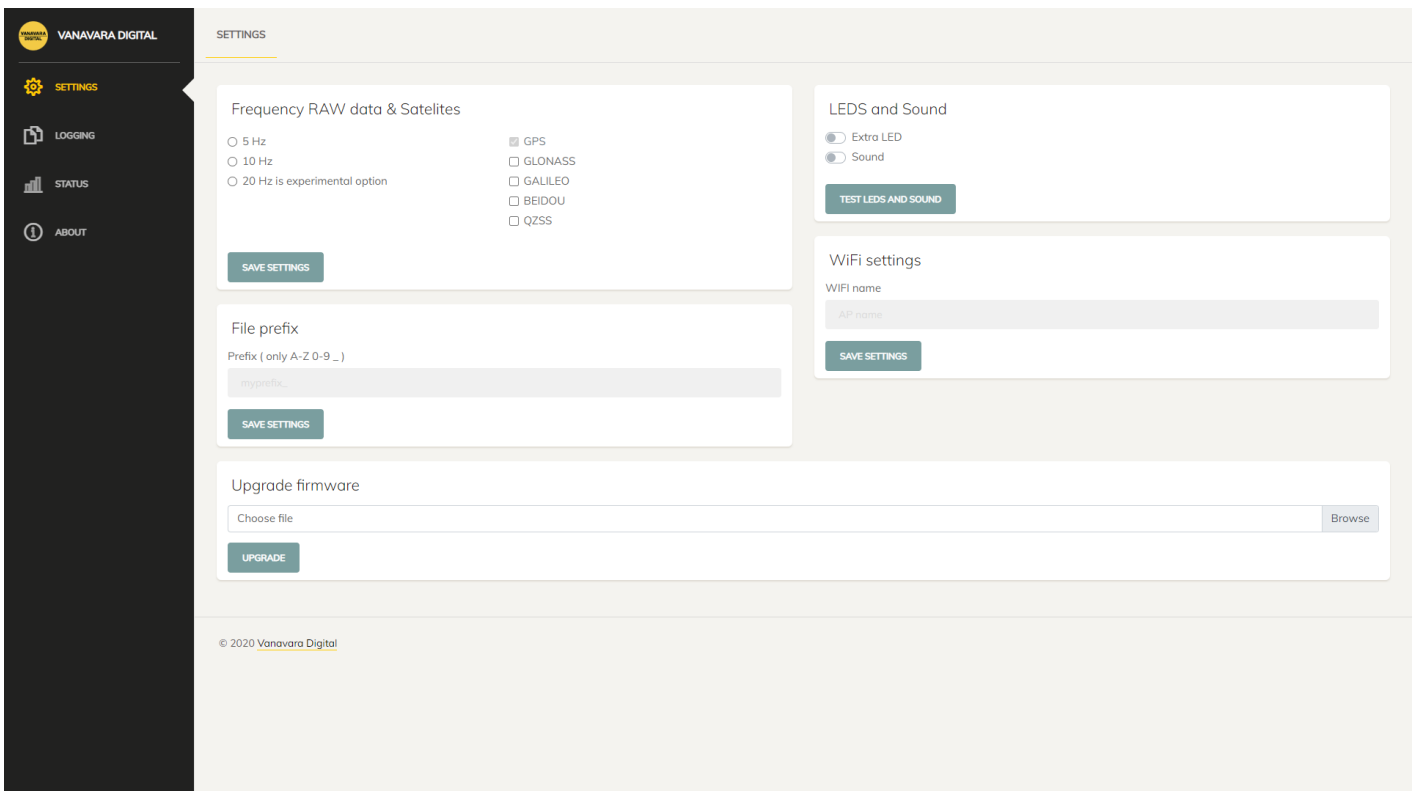 VANAVARA DIGITAL
VANAVARA DIGITAL
SETTINGS
LOGGING
STATUS
ABOUT
SETTINGS
Frequency RAW data & Satelites
5 Hz
10 Hz
20 Hz is experimental option
GPS
GLONASS
GALILEO
BEIDOU
QZSS
SAVE SETTINGS
File prefix
Prefix ( only A-Z 0-9 _ )
myprefix_
SAVE SETTINGS
LEDS and Sound
Extra LED
Sound
TEST LEDS AND SOUND
WiFi settings
WIFI name
AP name
SAVE SETTINGS
Upgrade firmware
Choose file
Browse
UPGRADE
© 2020 Vanavara Digital